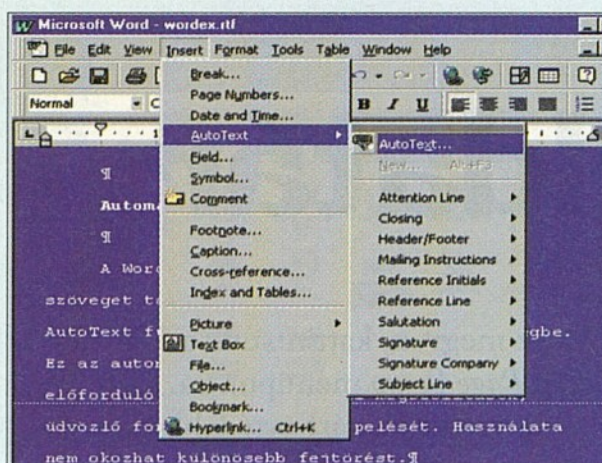 Microsoft Word - wordex.rtf
File Edit View Insert Format Tools Table Window Help
Normal
B I U
Break...
Page Numbers...
Date and Time...
AutoText
Field...
Symbol...
Comment
Footnote...
Caption...
Cross-reference...
Index and Tables...
Picture
Text Box
File...
Object...
Bookmark...
Hyperlink... Ctrl+K
AutoText...
New... Alt+F3
Attention Line
Closing
Header/Footer
Mailing Instructions
Reference Initials
Reference Line
Salutation
Signature
Signature Company
Subject Line
¶
¶
A
szöveget
AutoText
Ez az
előforduló
üdvözlő pelését. Használata
nem okozhat különösebb fejtörést.¶